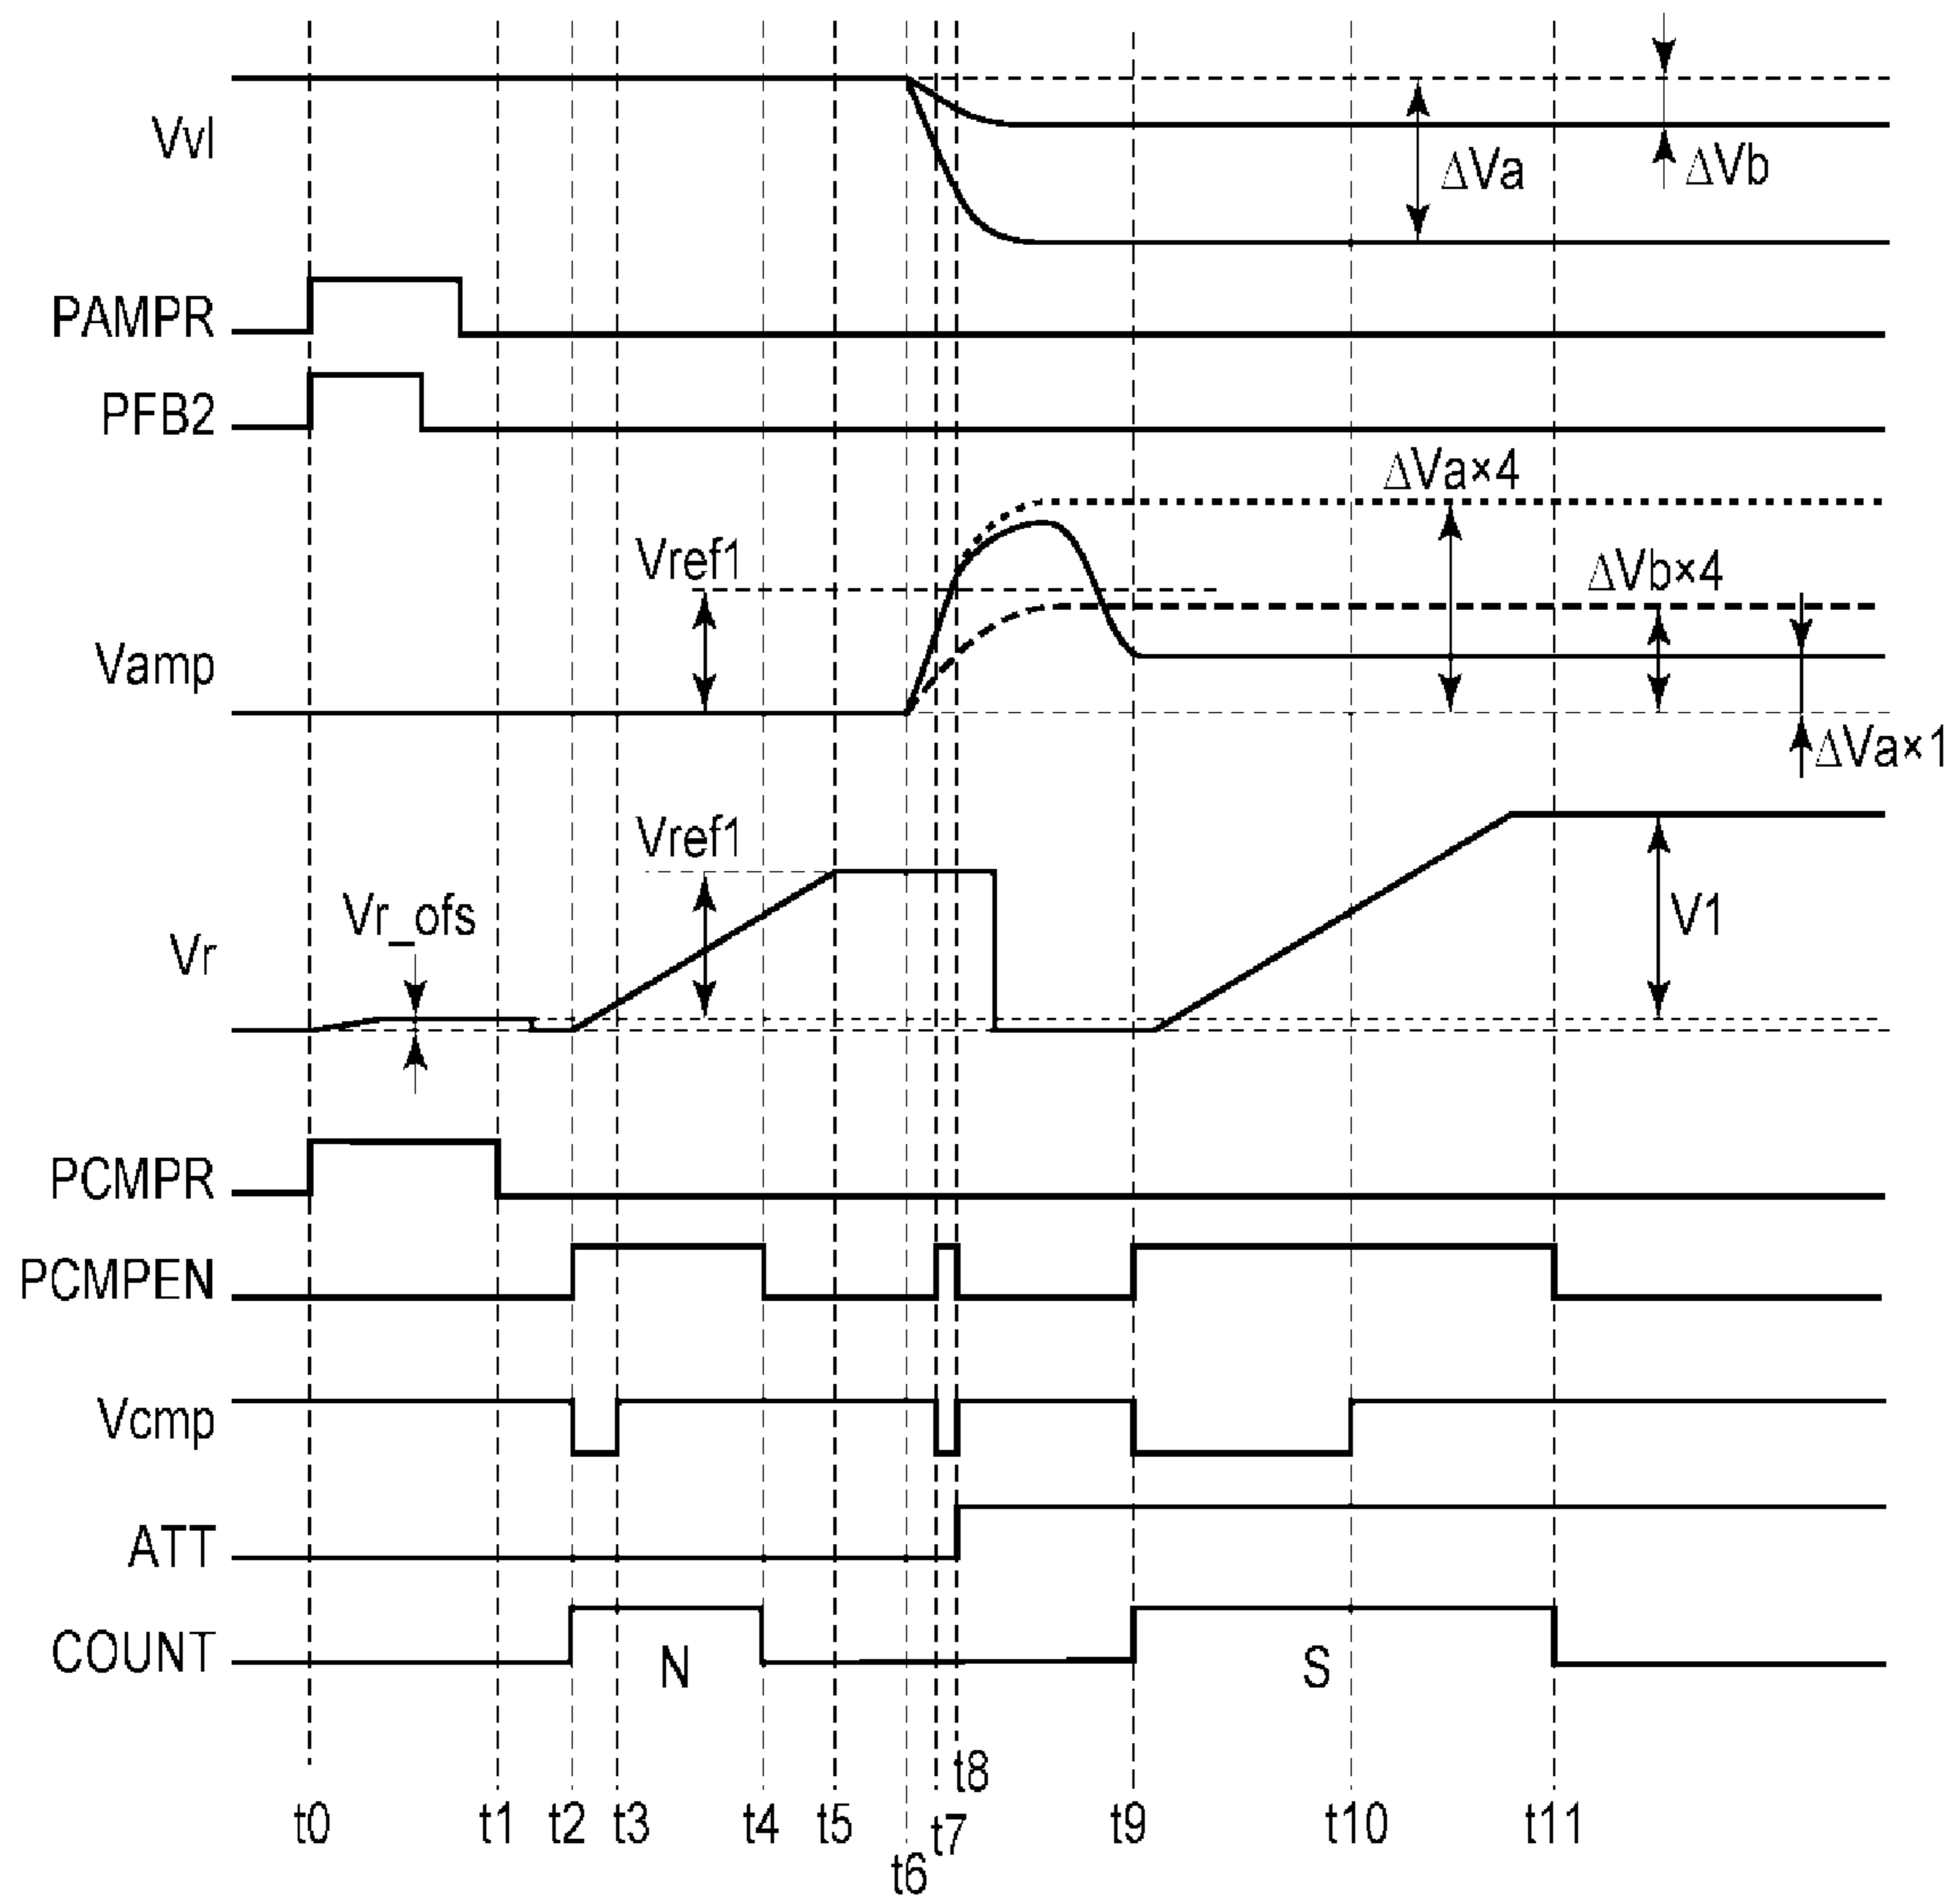 Vvl
ΔVa
ΔVb
PAMPR
PFB2
ΔVa×4
Vref1
ΔVb×4
Vamp
ΔVa×1
Vref1
Vr_ofs
V1
Vr
PCMPR
PCMPEN
Vcmp
ATT
COUNT
N
S
t0 t1 t2 t3 t4 t5 t6 t7 t8 t9 t10 t11